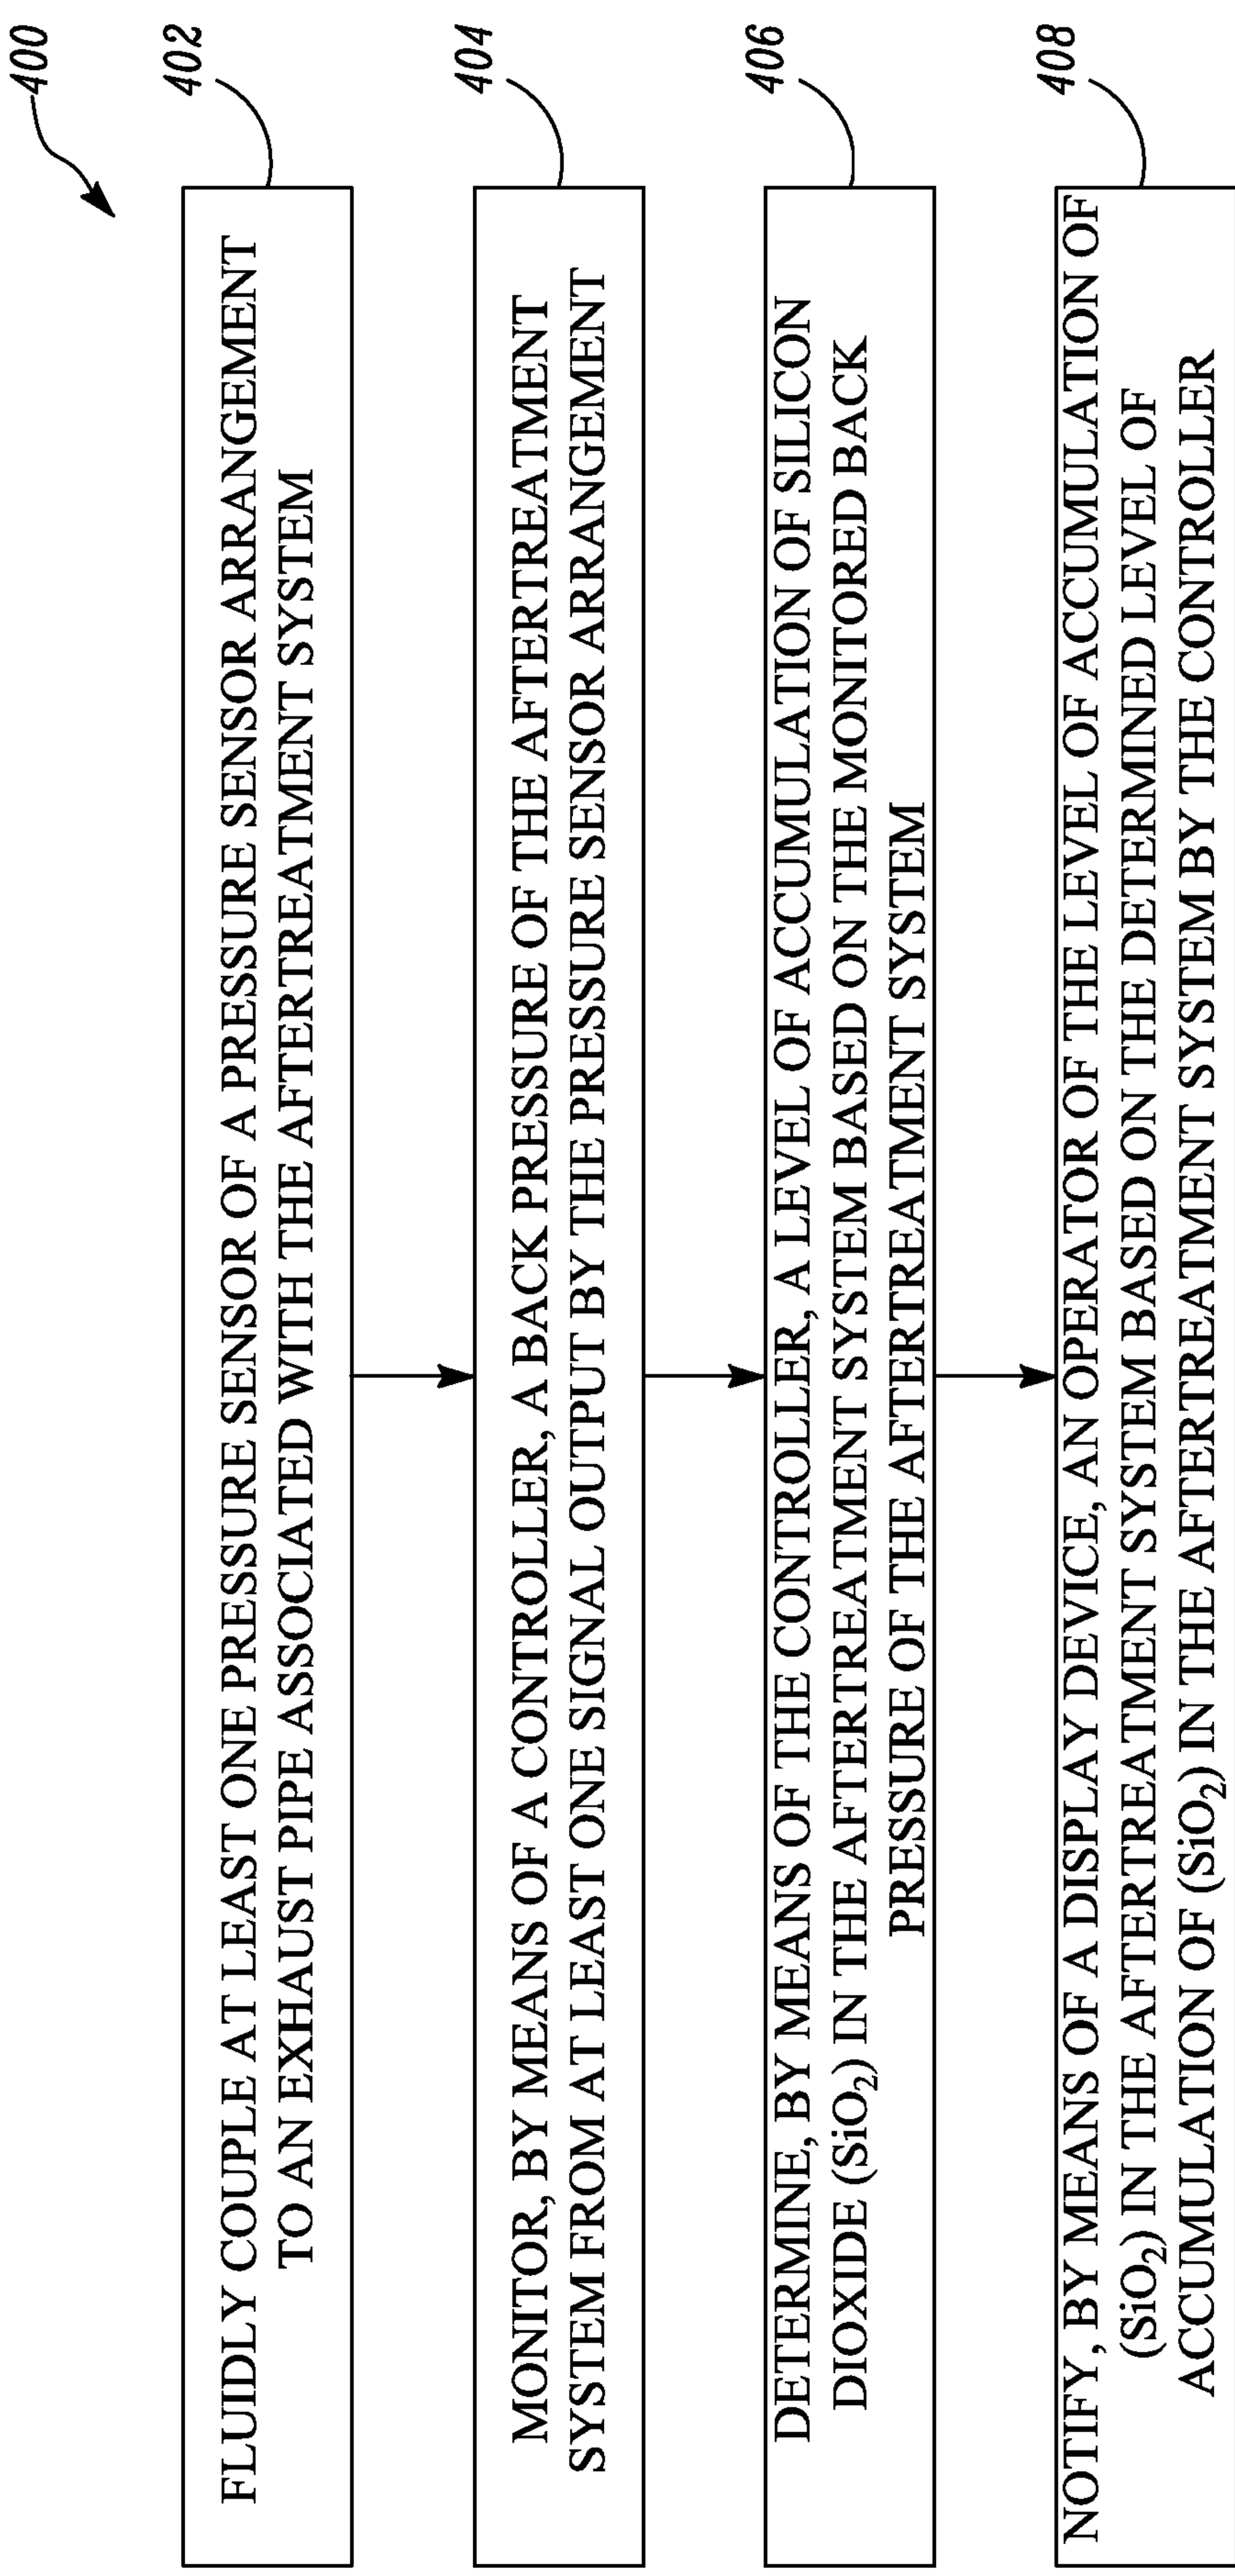 400
402
FLUIDLY COUPLE AT LEAST ONE PRESSURE SENSOR OF A PRESSURE SENSOR ARRANGEMENT
TO AN EXHAUST PIPE ASSOCIATED WITH THE AFTERTREATMENT SYSTEM
404
MONITOR, BY MEANS OF A CONTROLLER, A BACK PRESSURE OF THE AFTERTREATMENT
SYSTEM FROM AT LEAST ONE SIGNAL OUTPUT BY THE PRESSURE SENSOR ARRANGEMENT
406
DETERMINE, BY MEANS OF THE CONTROLLER, A LEVEL OF ACCUMULATION OF SILICON
DIOXIDE (SiO₂) IN THE AFTERTREATMENT SYSTEM BASED ON THE MONITORED BACK
PRESSURE OF THE AFTERTREATMENT SYSTEM
408
NOTIFY, BY MEANS OF A DISPLAY DEVICE, AN OPERATOR OF THE LEVEL OF ACCUMULATION OF
(SiO₂) IN THE AFTERTREATMENT SYSTEM BASED ON THE DETERMINED LEVEL OF
ACCUMULATION OF (SiO₂) IN THE AFTERTREATMENT SYSTEM BY THE CONTROLLER